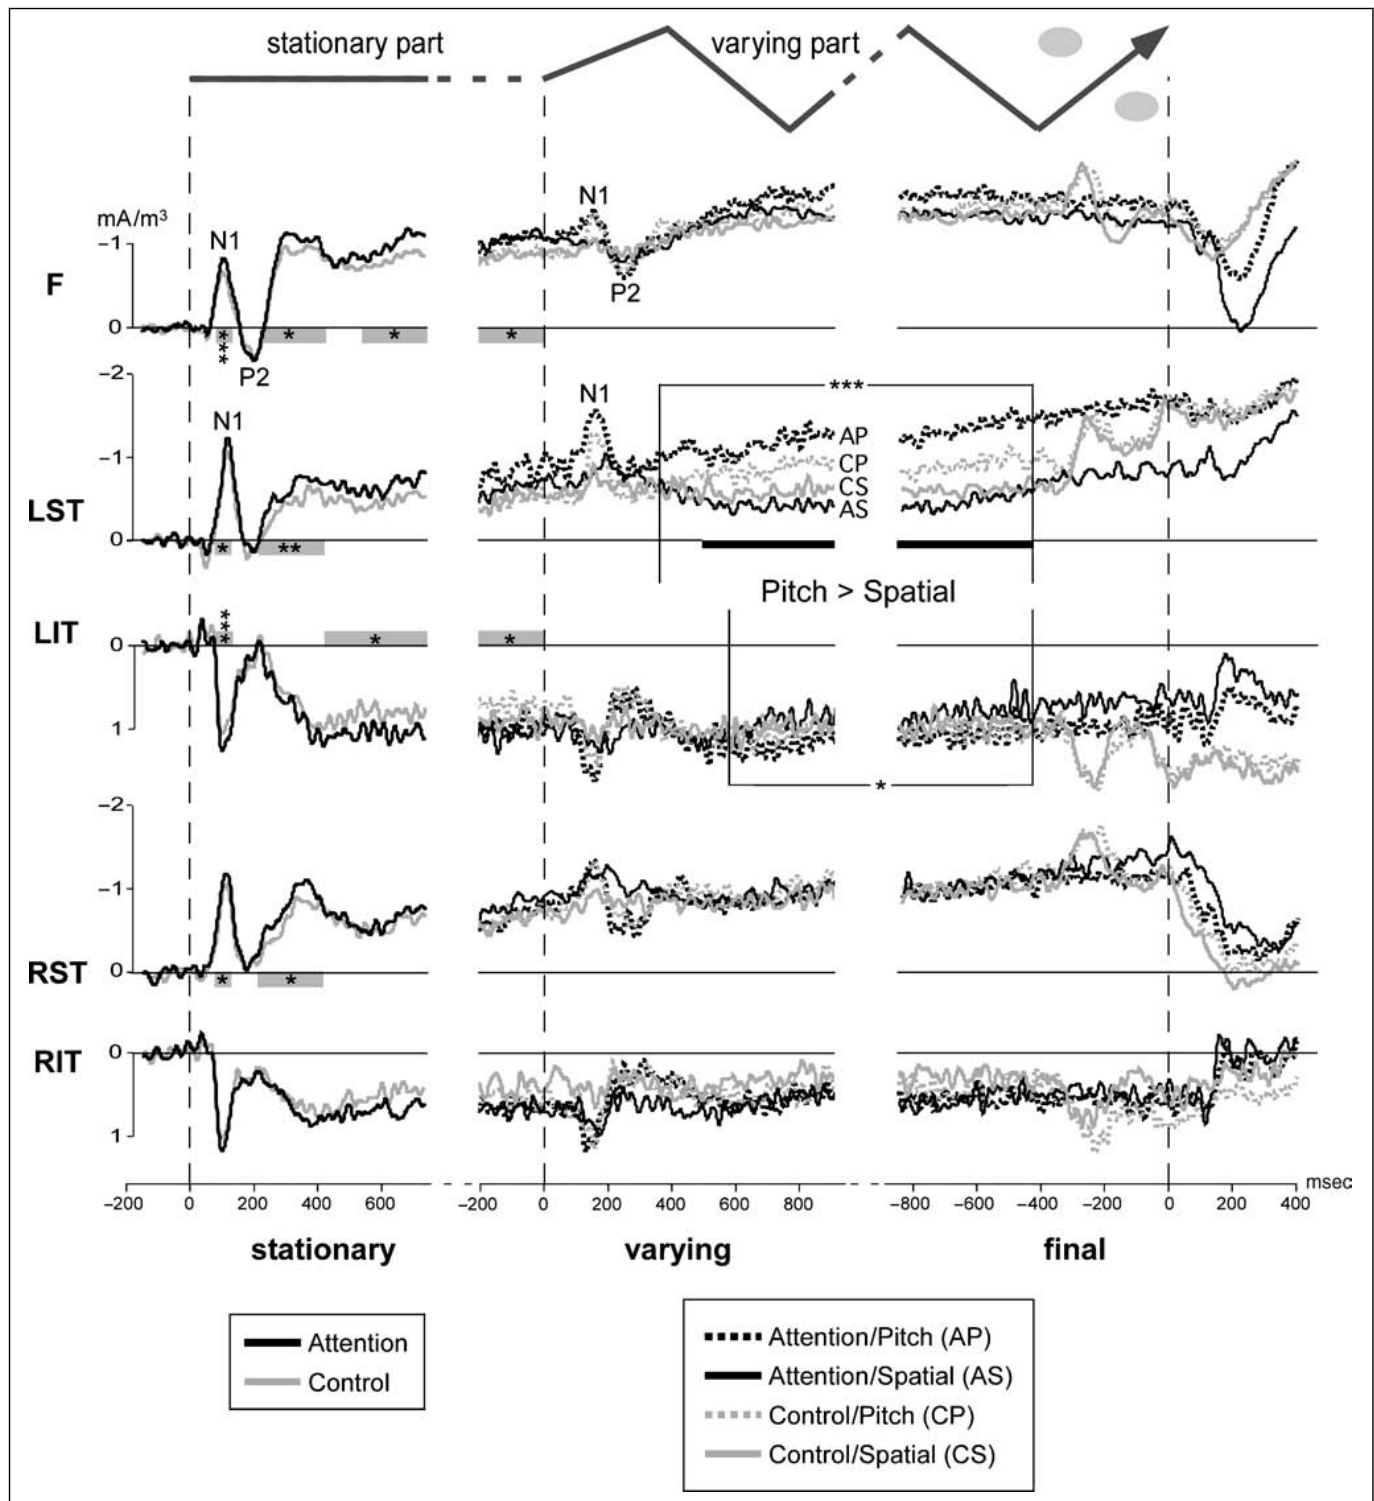 stationary part
varying part
mA/m³
N1
N1
-1
F
P2
0
* * *
*
*
*
P2
-2
N1
N1
***
AP
-1
CP
CS
LST
AS
0
*
**
Pitch > Spatial
***
LIT
0
*
*
1
*
-2
-1
RST
0
*
*
RIT
0
1
msec
-200 0 200 400 600 -200 0 200 400 600 800 -800 -600 -400 -200 0 200 400
stationary varying final
Attention
Control
Attention/Pitch (AP)
Attention/Spatial (AS)
Control/Pitch (CP)
Control/Spatial (CS)